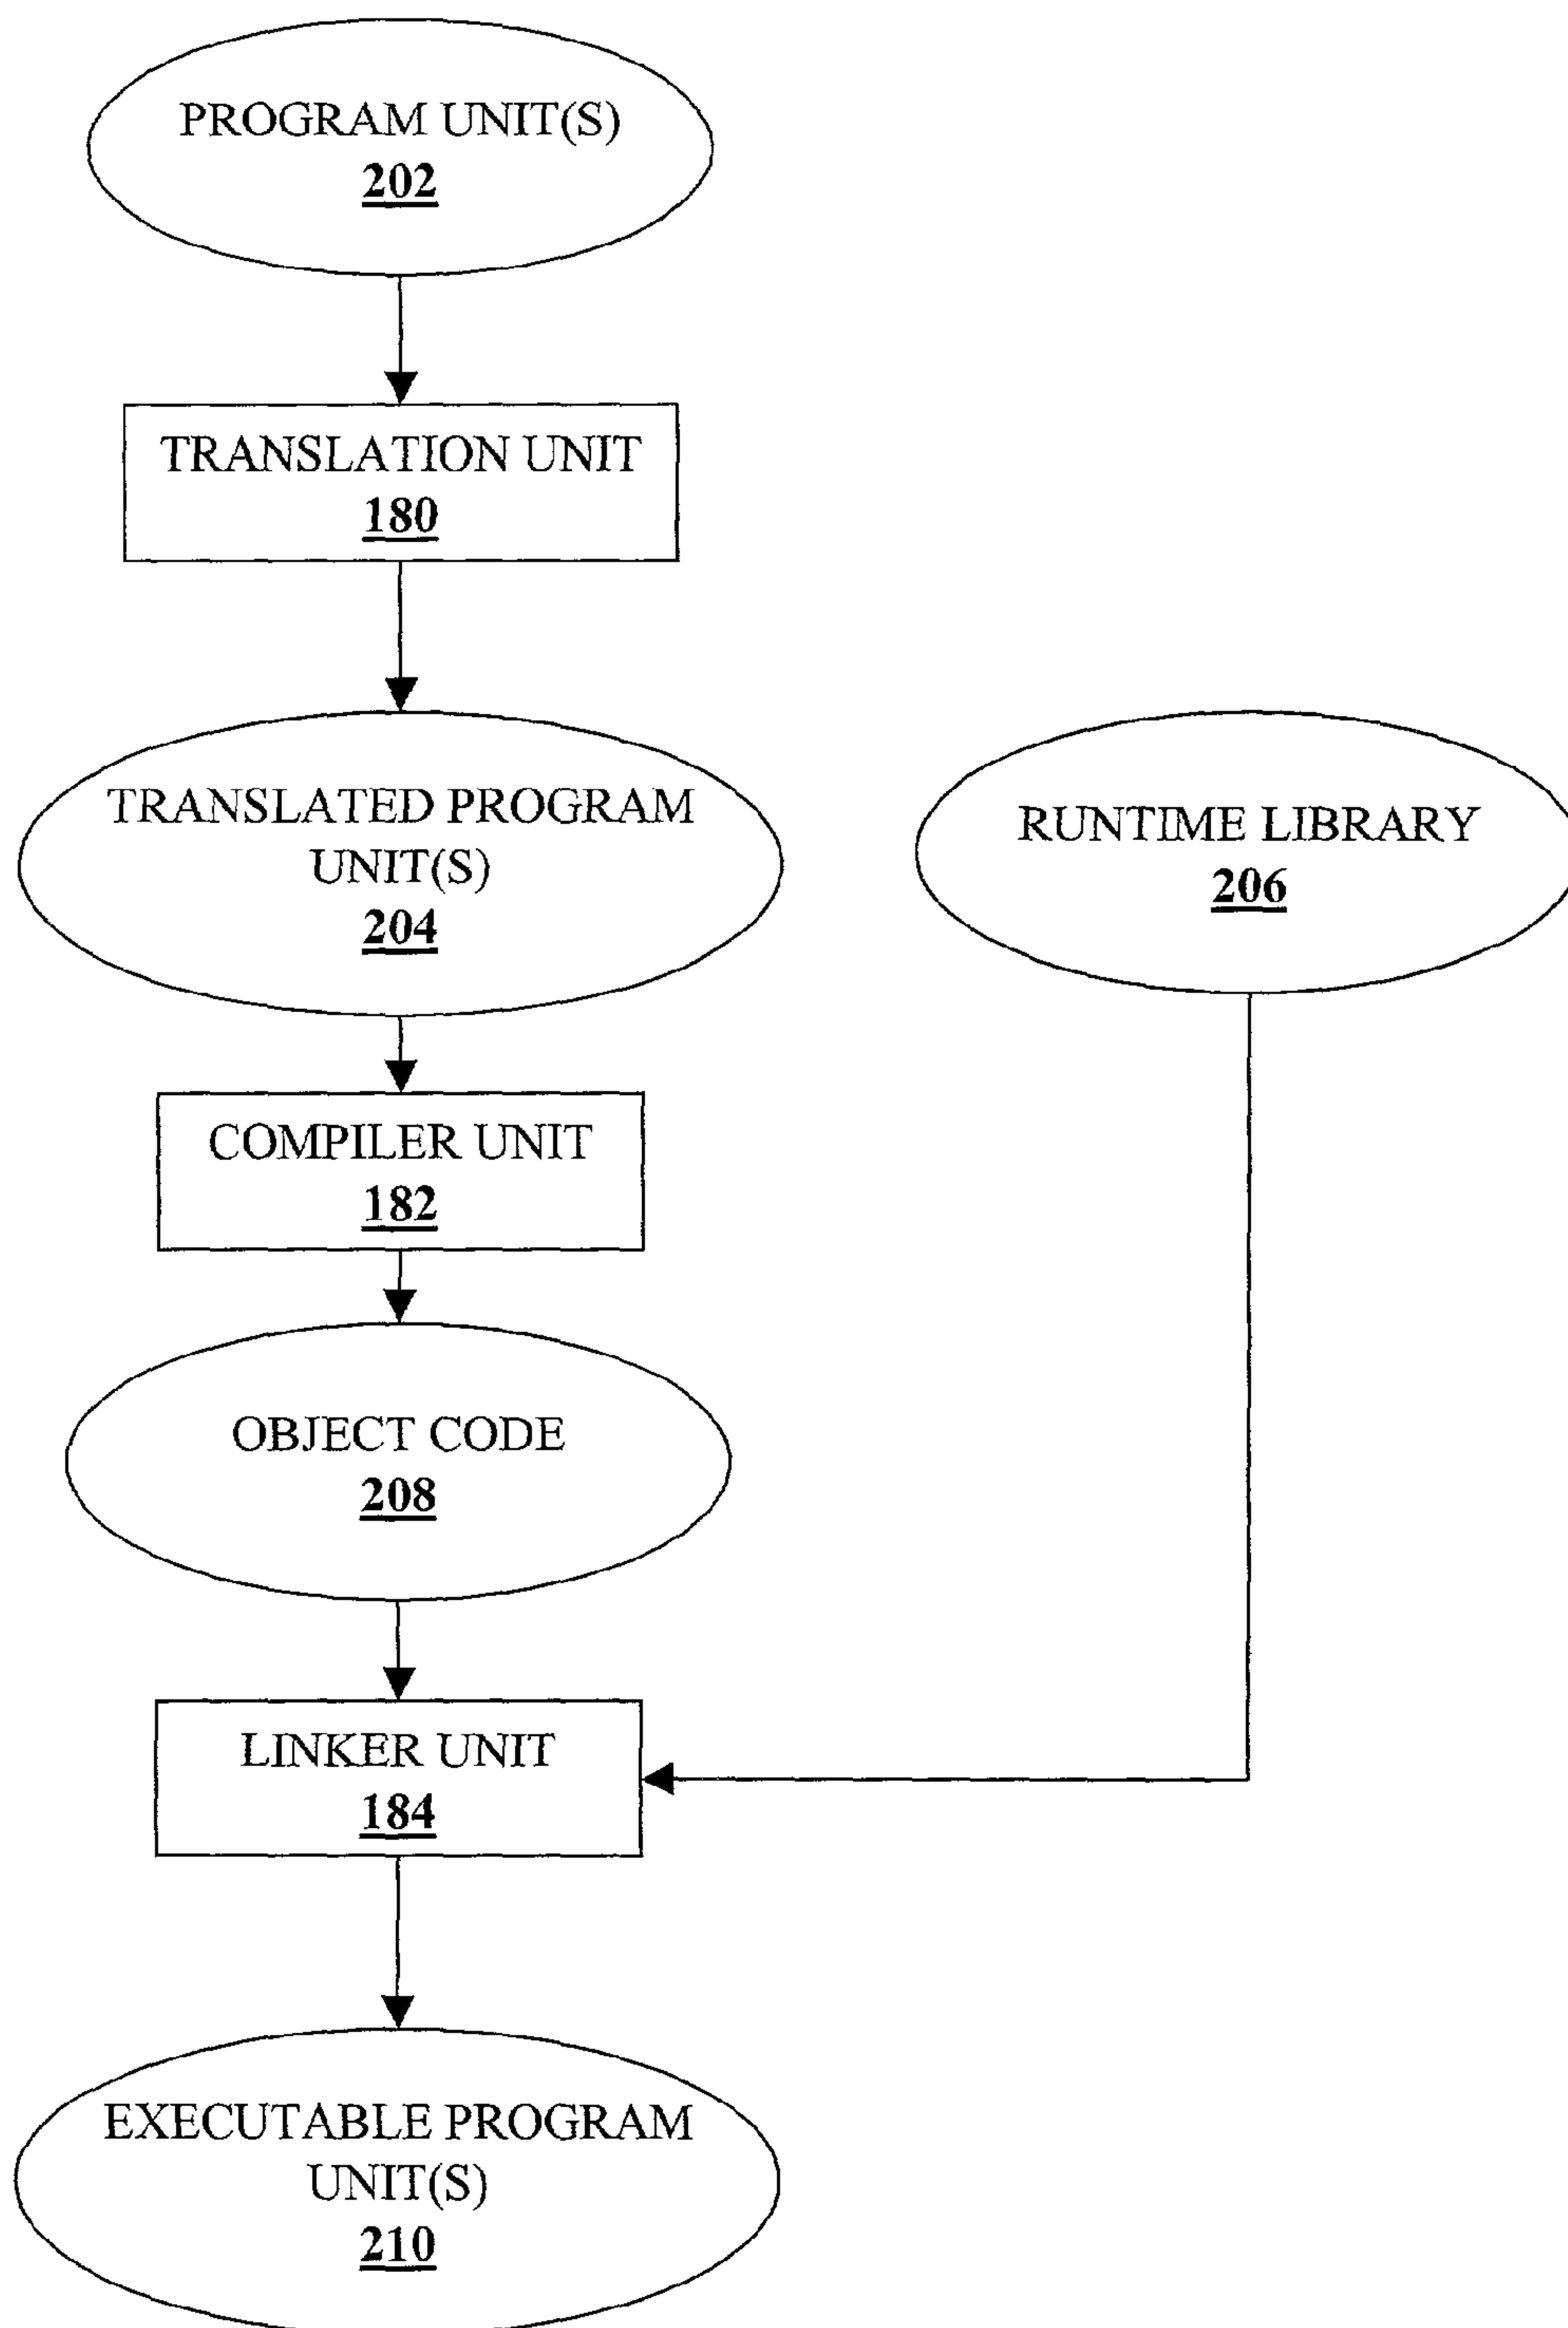 PROGRAM UNIT(S)
202
TRANSLATION UNIT
180
TRANSLATED PROGRAM
UNIT(S)
204
RUNTIME LIBRARY
206
COMPILER UNIT
182
OBJECT CODE
208
LINKER UNIT
184
EXECUTABLE PROGRAM
UNIT(S)
210